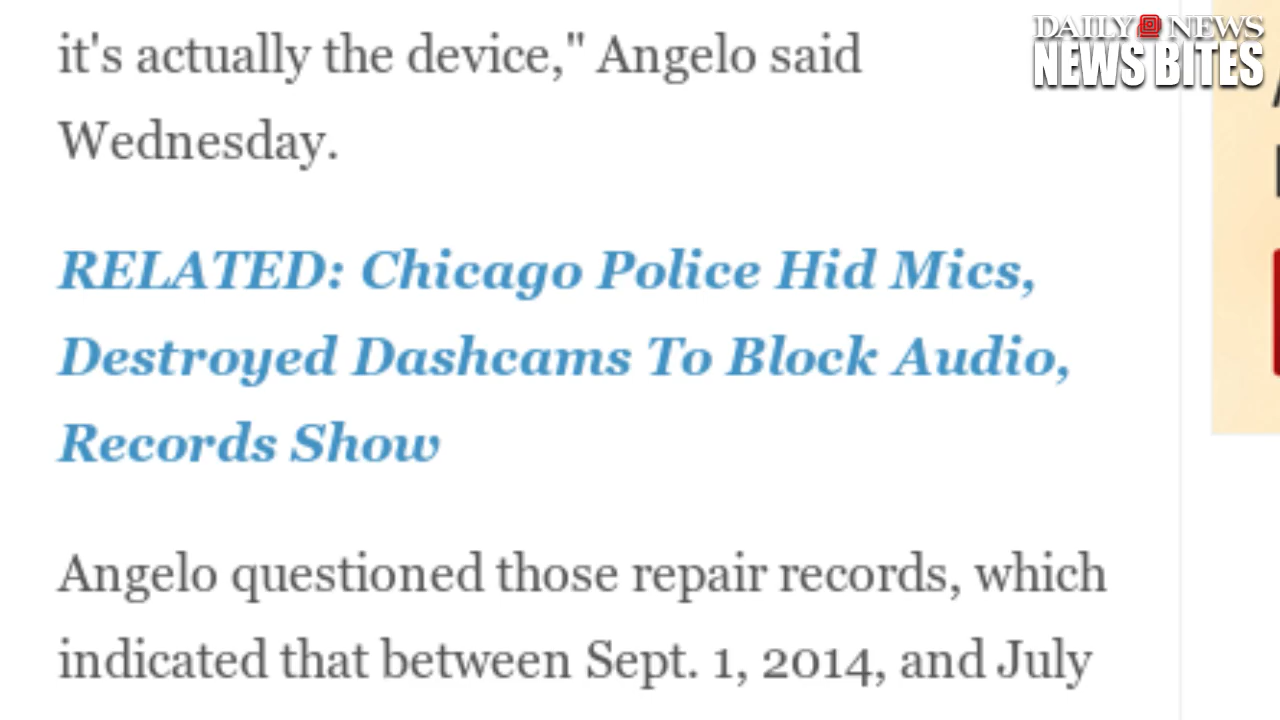 DAILY NEWS
NEWS BITES
it's actually the device," Angelo said
Wednesday.
RELATED: Chicago Police Hid Mics,
Destroyed Dashcams To Block Audio,
Records Show
Angelo questioned those repair records, which
indicated that between Sept. 1, 2014, and July